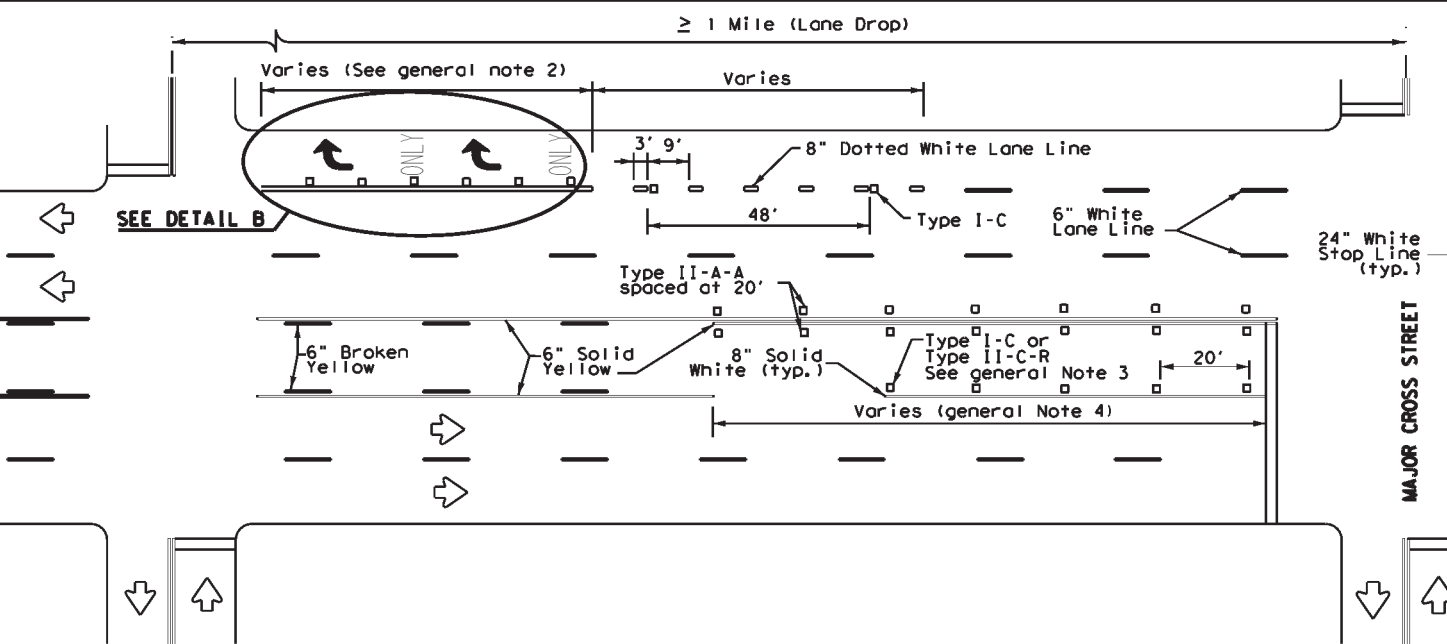 ≥ 1 Mile (Lane Drop)
Varies (See general note 2)
Varies
ONLY
ONLY
3'
9'
8" Dotted White Lane Line
SEE DETAIL B
48'
Type I-C
6" White
Lane Line
24" White
Stop Line
(typ.)
Type II-A-A
spaced at 20'
6" Broken
Yellow
6" Solid
Yellow
8" Solid
White (typ.)
Type I-C or
Type II-C-R
See general Note 3
20'
Varies (general Note 4)
MAJOR CROSS STREET